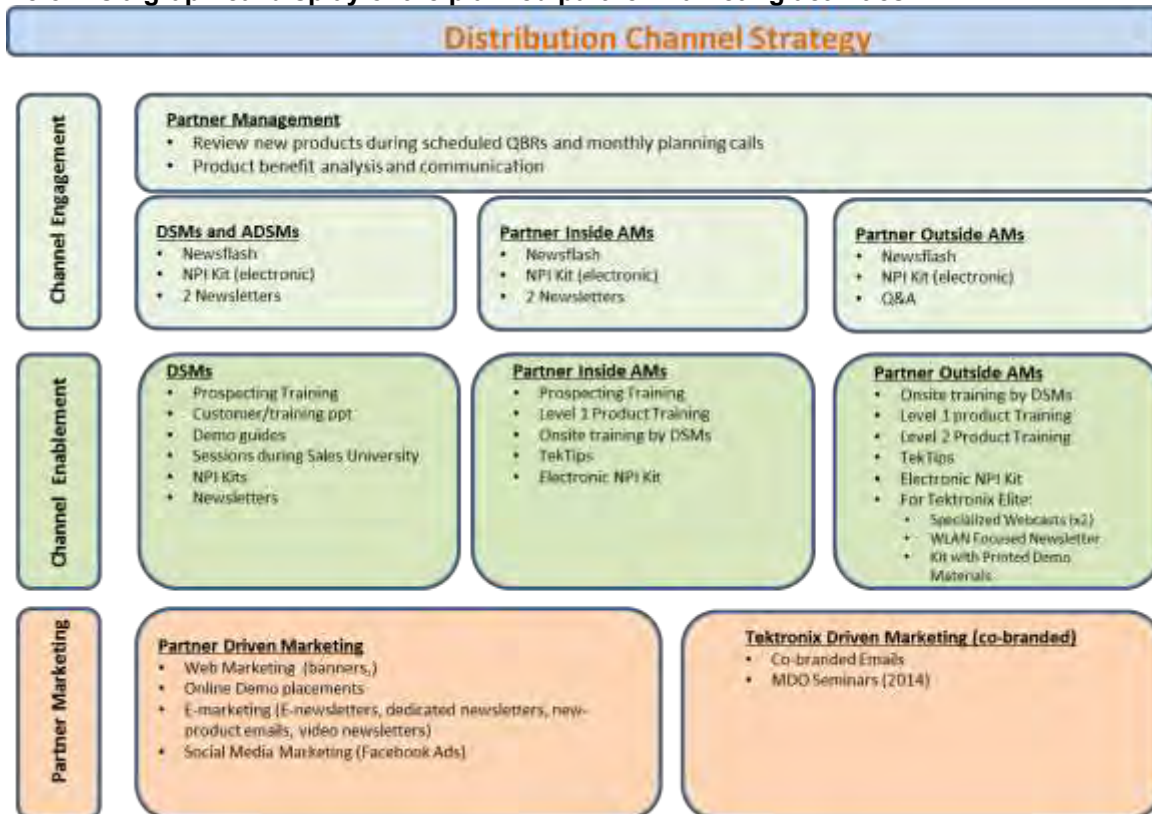 Distribution Channel Strategy
Channel Engagement
Partner Management
• Review new products during scheduled QBRs and monthly planning calls
• Product benefit analysis and communication
DSMs and ADSMs
• Newsflash
• NPI Kit (electronic)
• 2 Newsletters
Partner Inside AMs
• Newsflash
• NPI Kit (electronic)
• 2 Newsletters
Partner Outside AMs
• Newsflash
• NPI Kit (electronic)
• Q&A
Channel Enablement
DSMs
• Prospecting Training
• Customer/training ppt
• Demo guides
• Sessions during Sales University
• NPI Kits
• Newsletters
Partner Inside AMs
• Prospecting Training
• Level 1 Product Training
• Onsite training by DSMs
• TekTips
• Electronic NPI Kit
Partner Outside AMs
• Onsite training by DSMs
• Level 1 product Training
• Level 2 Product Training
• TekTips
• Electronic NPI Kit
• For Tektronix Elite:
• Specialized Webcasts (x2)
• WLAN Focused Newsletter
• Kit with Printed Demo
Materials
Partner Marketing
Partner Driven Marketing
• Web Marketing (banners,)
• Online Demo placements
• E-marketing (E-newsletters, dedicated newsletters, new-
product emails, video newsletters)
• Social Media Marketing (Facebook Ads)
Tektronix Driven Marketing (co-branded)
• Co-branded Emails
• MDO Seminars (2014)